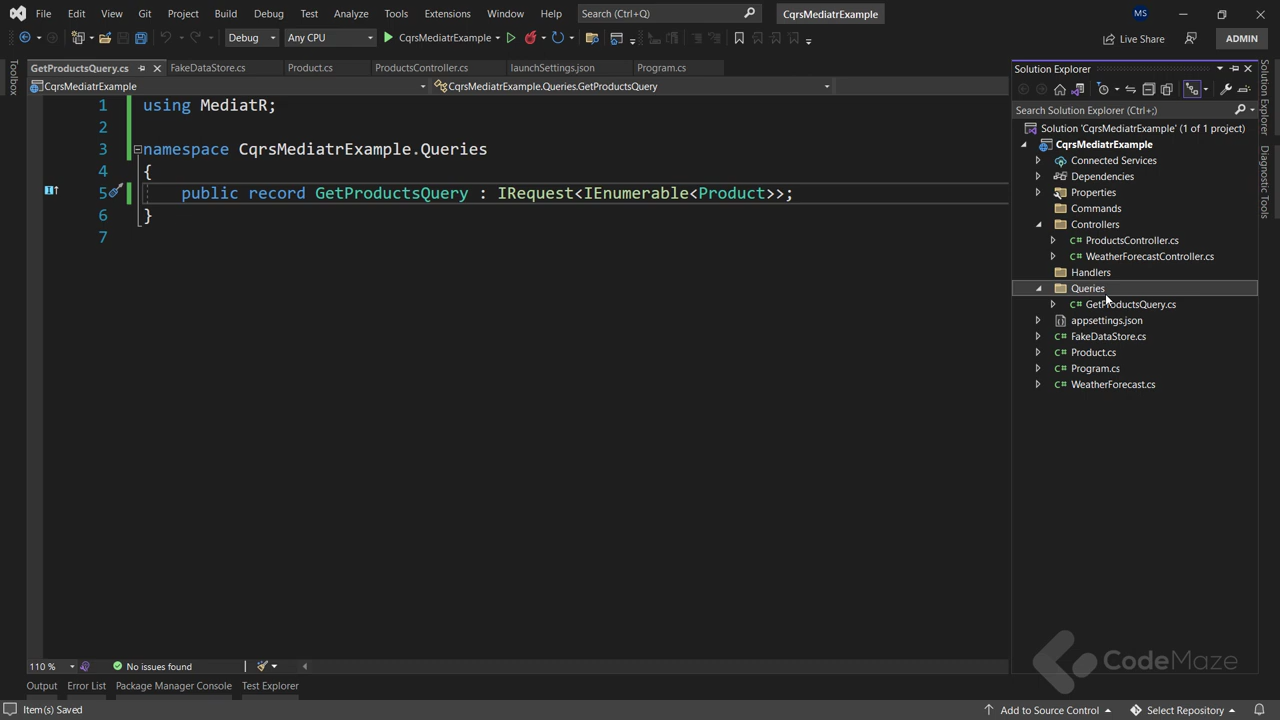 File Edit View Git Project Build Debug Test Analyze Tools Extensions Window Help Search (Ctrl+Q) CqrsMediatrExample MS
Debug Any CPU CqrsMediatrExample Live Share ADMIN
Toolbox
GetProductsQuery.cs FakeDataStore.cs Product.cs ProductsController.cs launchSettings.json Program.cs
CqrsMediatrExample CqrsMediatrExample.Queries.GetProductsQuery
1 using MediatR;
2
3 namespace CqrsMediatrExample.Queries
4 {
5 public record GetProductsQuery : IRequest<IEnumerable<Product>>;
6 }
7
Solution Explorer
Search Solution Explorer (Ctrl+;)
Solution 'CqrsMediatrExample' (1 of 1 project)
CqrsMediatrExample
Connected Services
Dependencies
Properties
Commands
Controllers
ProductsController.cs
WeatherForecastController.cs
Handlers
Queries
GetProductsQuery.cs
appsettings.json
FakeDataStore.cs
Product.cs
Program.cs
WeatherForecast.cs
Solution Explorer
Diagnostic Tools
CodeMaze
110 % No issues found
Output Error List Package Manager Console Test Explorer
Item(s) Saved Add to Source Control Select Repository